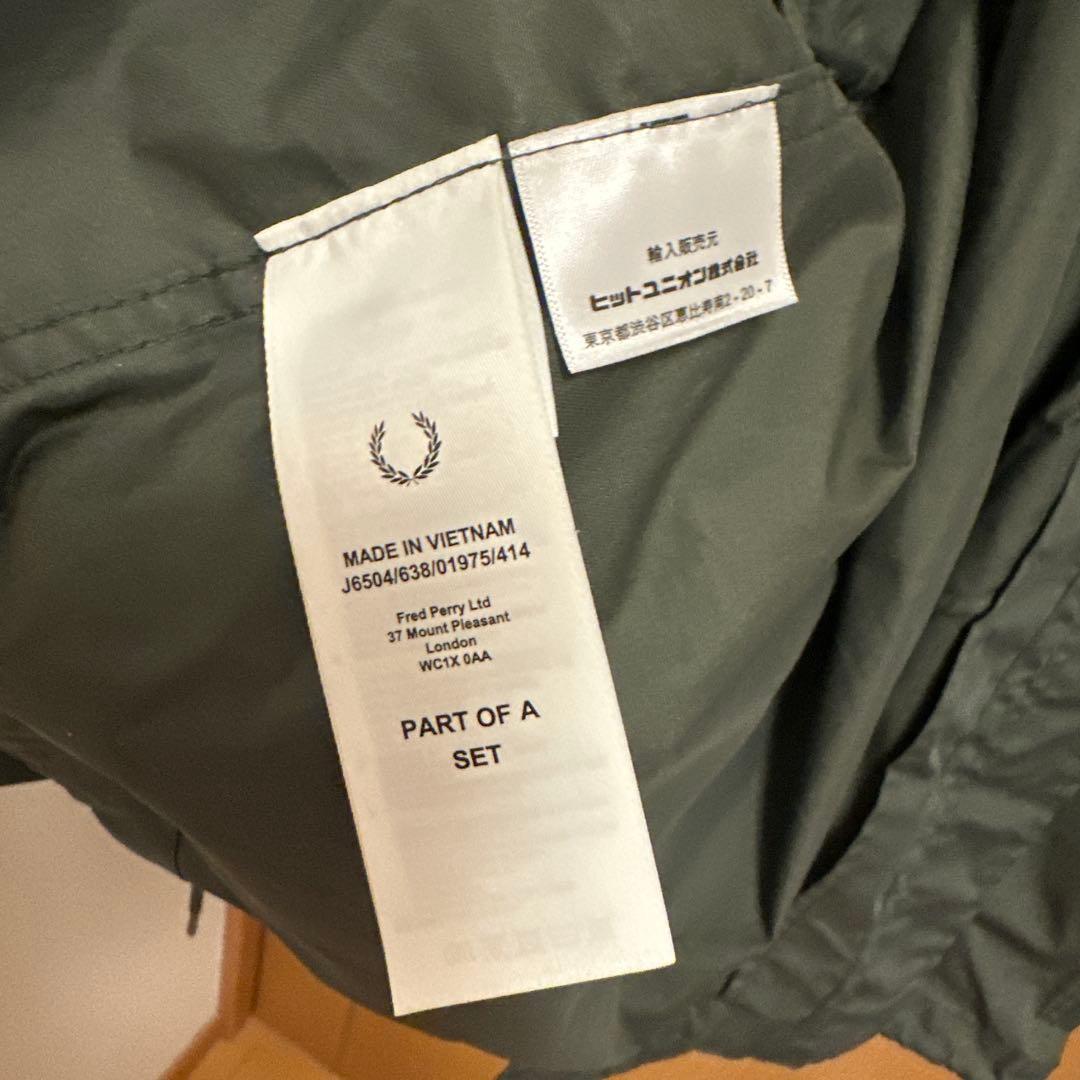 輸入販売元
ヒットユニオン株式会社
東京都渋谷区恵比寿南2-20-7
MADE IN VIETNAM
J6504/638/01975/414
Fred Perry Ltd
37 Mount Pleasant
London
WC1X 0AA
PART OF A
SET